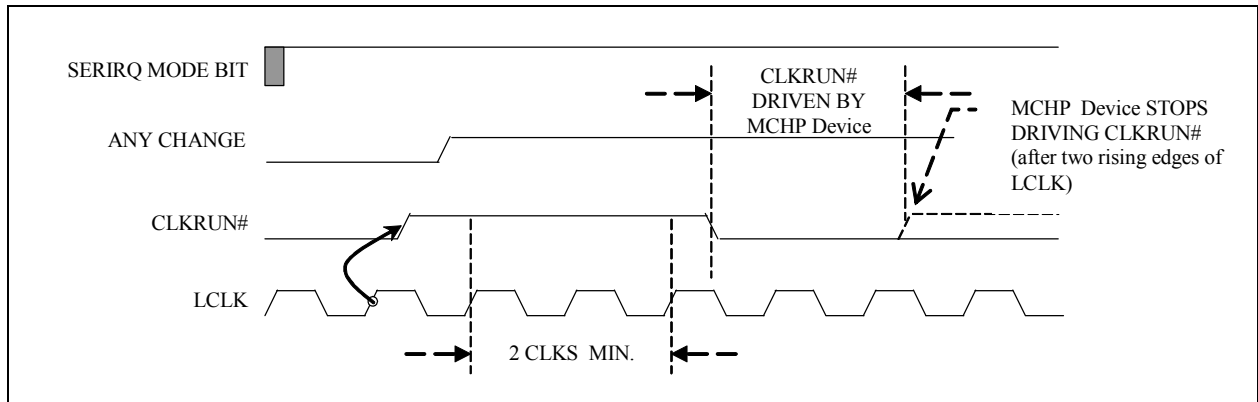 SERIRQ MODE BIT
CLKRUN#
DRIVEN BY
MCHP Device
MCHP Device STOPS
DRIVING CLKRUN#
(after two rising edges of
LCLK)
ANY CHANGE
CLKRUN#
LCLK
2 CLKS MIN.